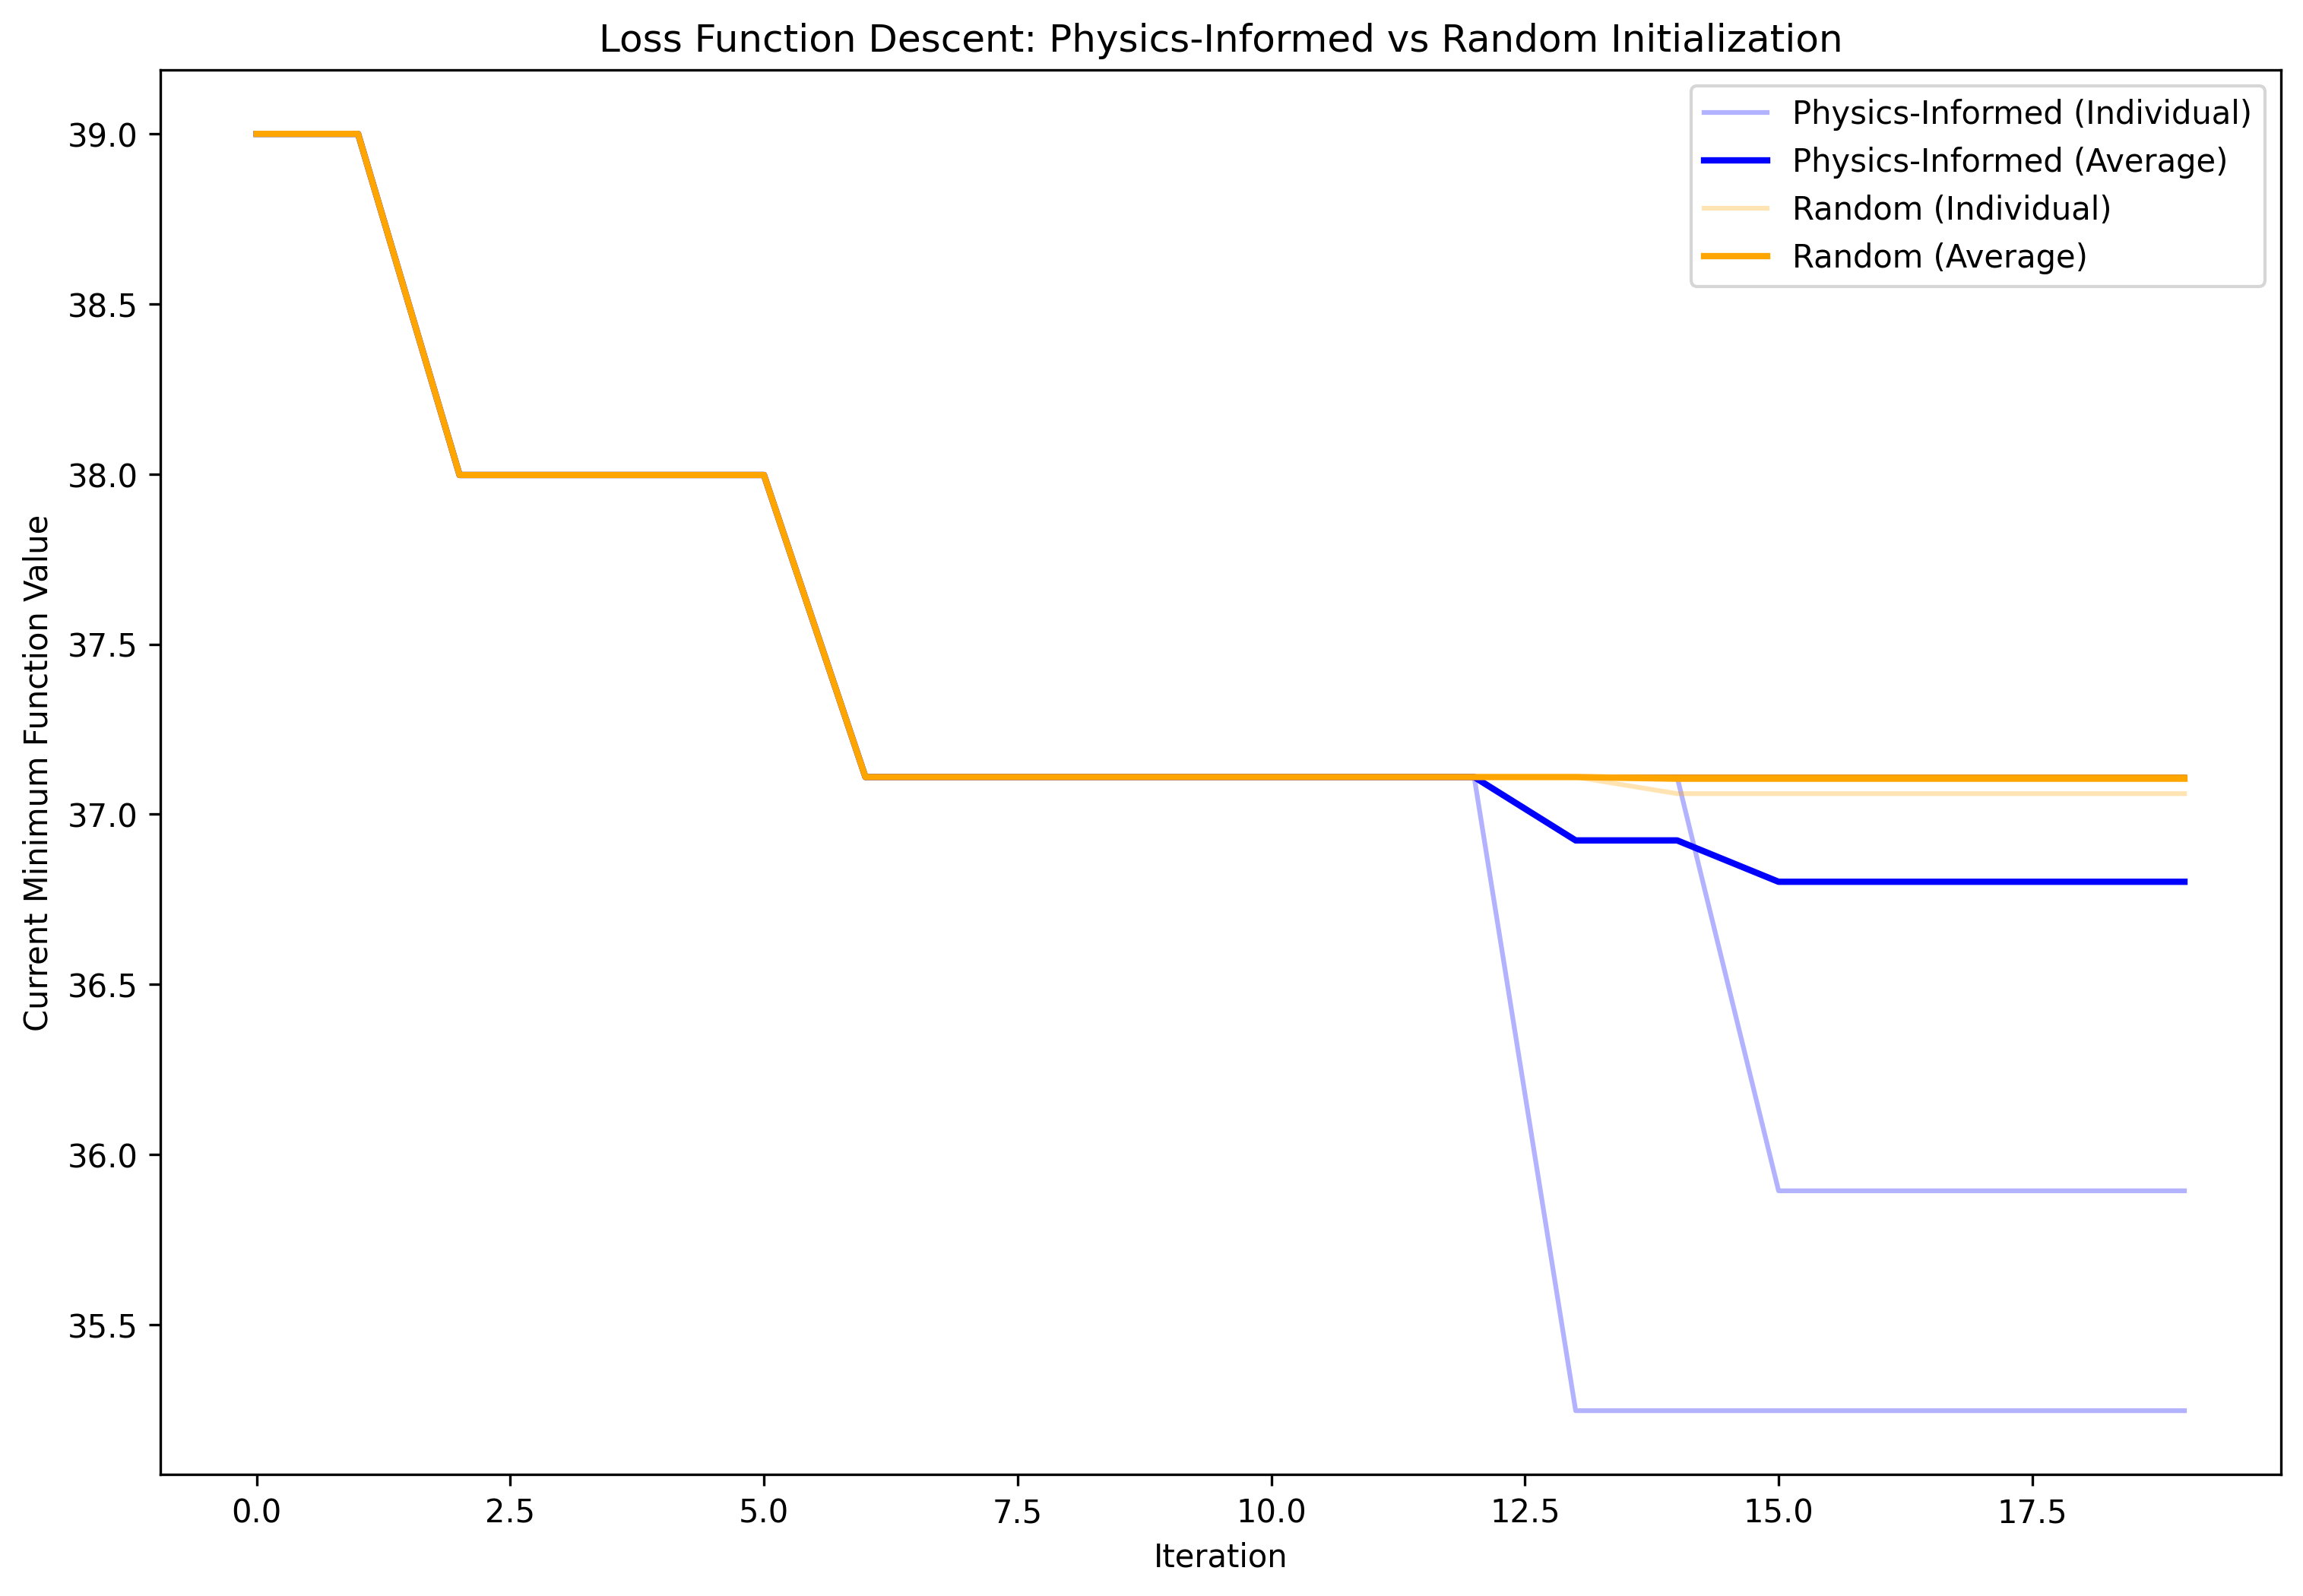 Loss Function Descent: Physics-Informed vs Random Initialization
Physics-Informed (Individual)
Physics-Informed (Average)
Random (Individual)
Random (Average)
Current Minimum Function Value
39.0
38.5
38.0
37.5
37.0
36.5
36.0
35.5
0.0 2.5 5.0 7.5 10.0 12.5 15.0 17.5
Iteration